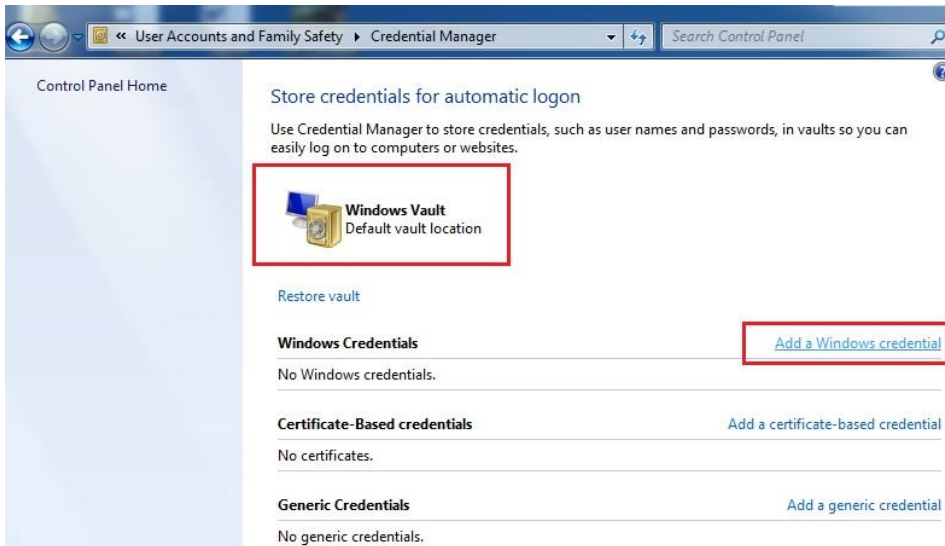 « User Accounts and Family Safety ▸ Credential Manager
Search Control Panel
Control Panel Home
Store credentials for automatic logon
Use Credential Manager to store credentials, such as user names and passwords, in vaults so you can
easily log on to computers or websites.
Windows Vault
Default vault location
Restore vault
Windows Credentials
Add a Windows credential
No Windows credentials.
Certificate-Based credentials
Add a certificate-based credential
No certificates.
Generic Credentials
Add a generic credential
No generic credentials.